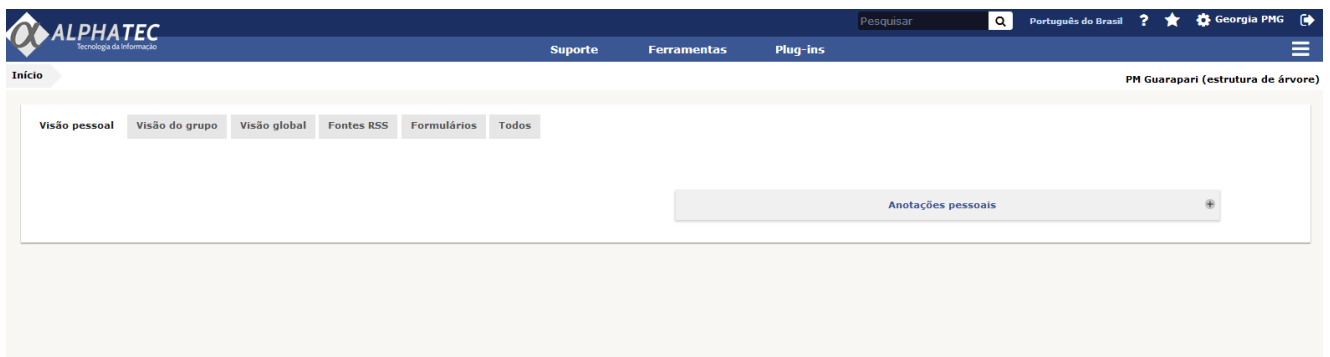 ALPHATEC
Tecnologia da Informação
Pesquisar
Português do Brasil ? Georgia PMG
Suporte Ferramentas Plug-ins
Início
PM Guarapari (estrutura de árvore)
Visão pessoal Visão do grupo Visão global Fontes RSS Formulários Todos
Anotações pessoais